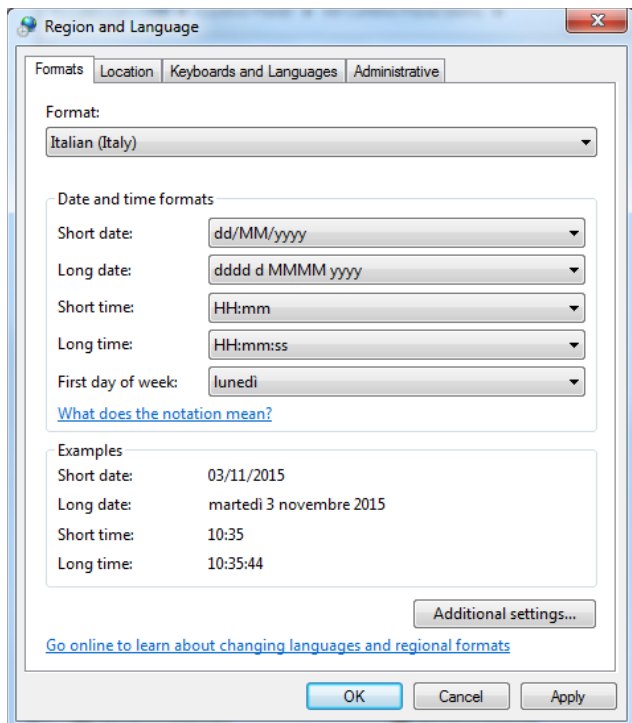 Region and Language
Formats Location Keyboards and Languages Administrative
Format:
Italian (Italy)
Date and time formats
Short date: dd/MM/yyyy
Long date: dddd d MMMM yyyy
Short time: HH:mm
Long time: HH:mm:ss
First day of week: lunedì
What does the notation mean?
Examples
Short date: 03/11/2015
Long date: martedì 3 novembre 2015
Short time: 10:35
Long time: 10:35:44
Additional settings...
Go online to learn about changing languages and regional formats
OK Cancel Apply